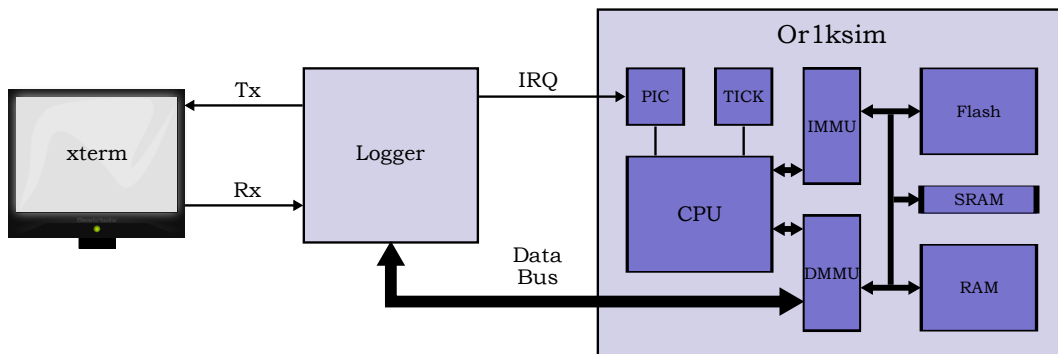 Or1ksim
Tx
IRQ
PIC
TICK
IMMU
Flash
xterm
Logger
Rx
CPU
SRAM
Data
Bus
DMMU
RAM